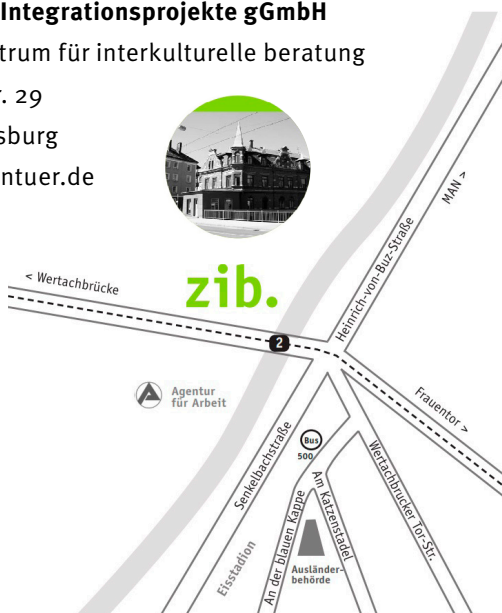 Integrationsprojekte gGmbH
trum für interkulturelle beratung
r. 29
sburg
ntuer.de
MAN >
Heinrich-von-Buz-Straße
< Wertachbrücke
zib.
2
Agentur
für Arbeit
Frauentor >
Senkelbachstraße
Bus
500
Wertachbrucker Tor-Str.
Am Katzenstadel
An der blauen Kappe
Eisstadion
Ausländer-
behörde